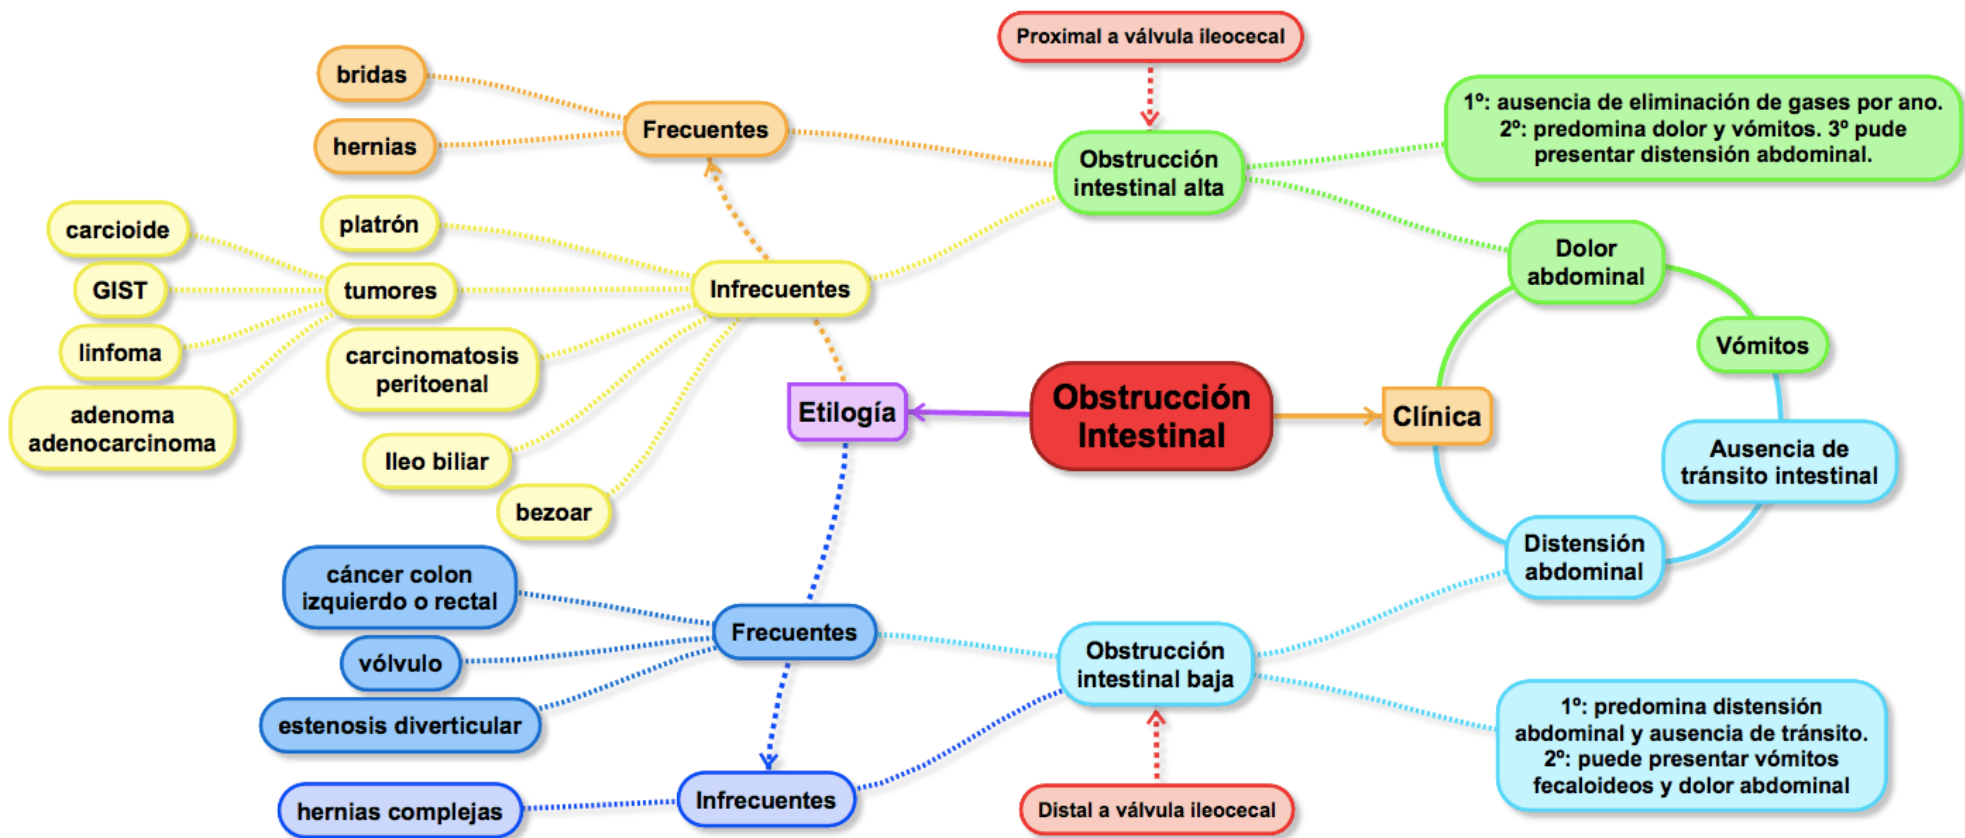 Proximal a válvula ileocecal
bridas
hernias
Frecuentes
Obstrucción
intestinal alta
1º: ausencia de eliminación de gases por ano.
2º: predomina dolor y vómitos. 3º pude
presentar distensión abdominal.
platrón
carcioide
GIST
tumores
linfoma
adenoma
adenocarcinoma
Infrecuentes
carcinomatosis
peritoenal
Ileo biliar
bezoar
Dolor
abdominal
Vómitos
Etilogía
Obstrucción
Intestinal
Clínica
Ausencia de
tránsito intestinal
Distensión
abdominal
cáncer colon
izquierdo o rectal
vólvulo
estenosis diverticular
Frecuentes
Obstrucción
intestinal baja
1º: predomina distensión
abdominal y ausencia de tránsito.
2º: puede presentar vómitos
fecaloideos y dolor abdominal
hernias complejas
Infrecuentes
Distal a válvula ileocecal